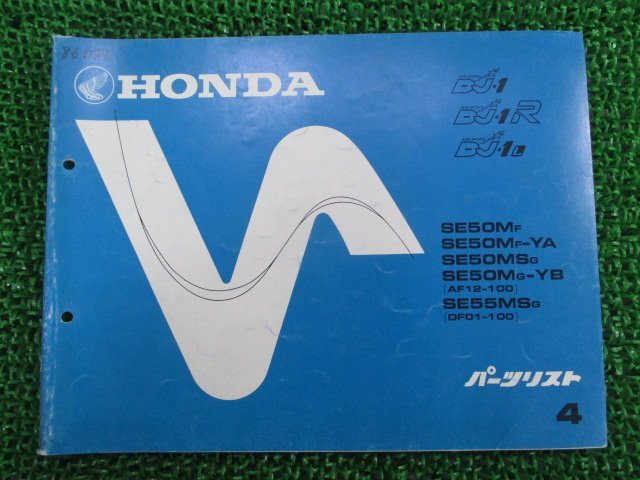 HONDA
DJ-1
DJ-1R
DJ-1L
SE50MF
SE50MF-YA
SE50MSG
SE50MG-YB
[AF12-100]
SE55MSG
[DF01-100]
パーツリスト
4